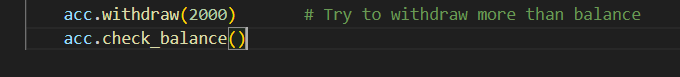 acc.withdraw(2000)        # Try to withdraw more than balance
acc.check_balance()